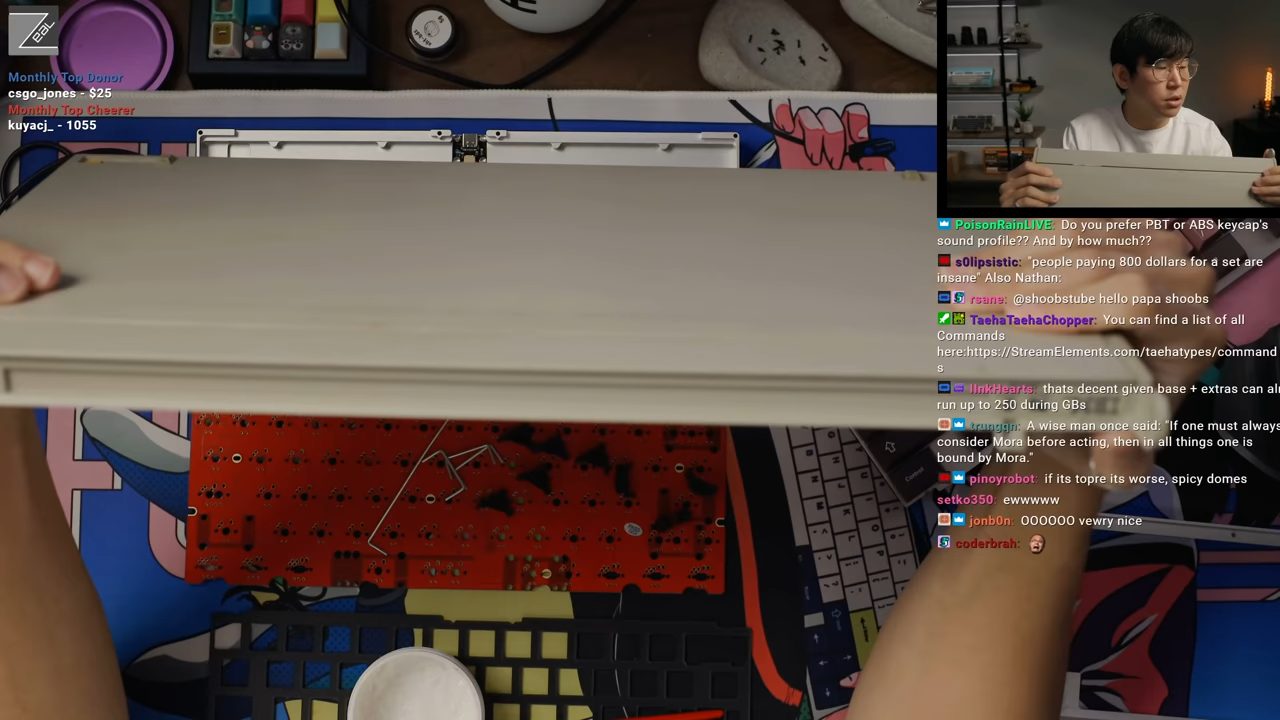 Zeal
Monthly Top Donor
csgo_jones - $25
Monthly Top Cheerer
kuyacj_ - 1055
PoisonRainLIVE: Do you prefer PBT or ABS keycap's
sound profile?? And by how much??
s0lipsistic: "people paying 800 dollars for a set are
insane" Also Nathan:
rsane: @shoobstube hello papa shoobs
TaehaTaehaChopper: You can find a list of all
Commands
here:https://StreamElements.com/taehatypes/command
s
lInkHearts: thats decent given base + extras can al
run up to 250 during GBs
trunggn: A wise man once said: "If one must always
consider Mora before acting, then in all things one is
bound by Mora."
pinoyrobot: if its topre its worse, spicy domes
setko350: ewwwww
jonb0n: OOOOOO vewry nice
coderbrah: